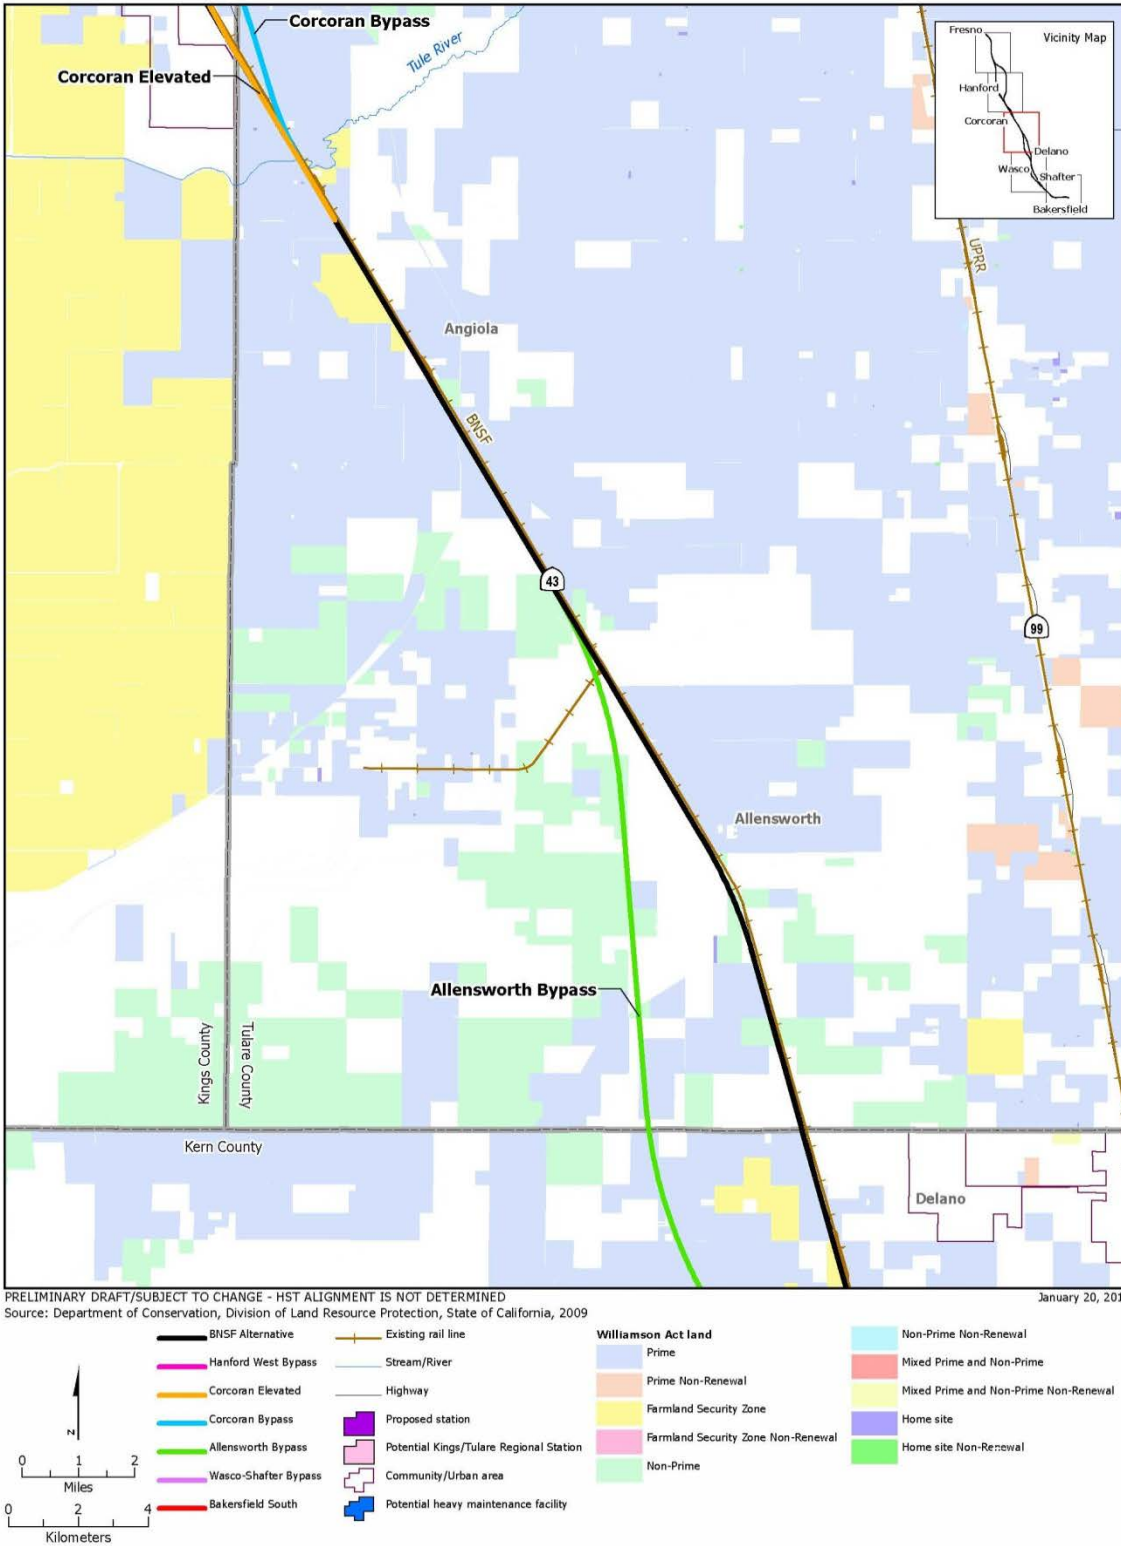 Corcoran Bypass
Corcoran Elevated
Tule River
Vicinity Map
Fresno
Hanford
Corcoran
Delano
Wasco
Shafter
Bakersfield
UPRR
Angiola
BNSF
43
99
Allensworth
Allensworth Bypass
Kings County
Tulare County
Kern County
Delano
PRELIMINARY DRAFT/SUBJECT TO CHANGE - HST ALIGNMENT IS NOT DETERMINED
January 20, 201
Source: Department of Conservation, Division of Land Resource Protection, State of California, 2009
BNSF Alternative
Hanford West Bypass
Corcoran Elevated
Corcoran Bypass
Allensworth Bypass
Wasco-Shafter Bypass
Bakersfield South
Existing rail line
Stream/River
Highway
Proposed station
Potential Kings/Tulare Regional Station
Community/Urban area
Potential heavy maintenance facility
Williamson Act land
Prime
Prime Non-Renewal
Farmland Security Zone
Farmland Security Zone Non-Renewal
Non-Prime
Non-Prime Non-Renewal
Mixed Prime and Non-Prime
Mixed Prime and Non-Prime Non-Renewal
Home site
Home site Non-Renewal
N
0 1 2
Miles
0 2 4
Kilometers